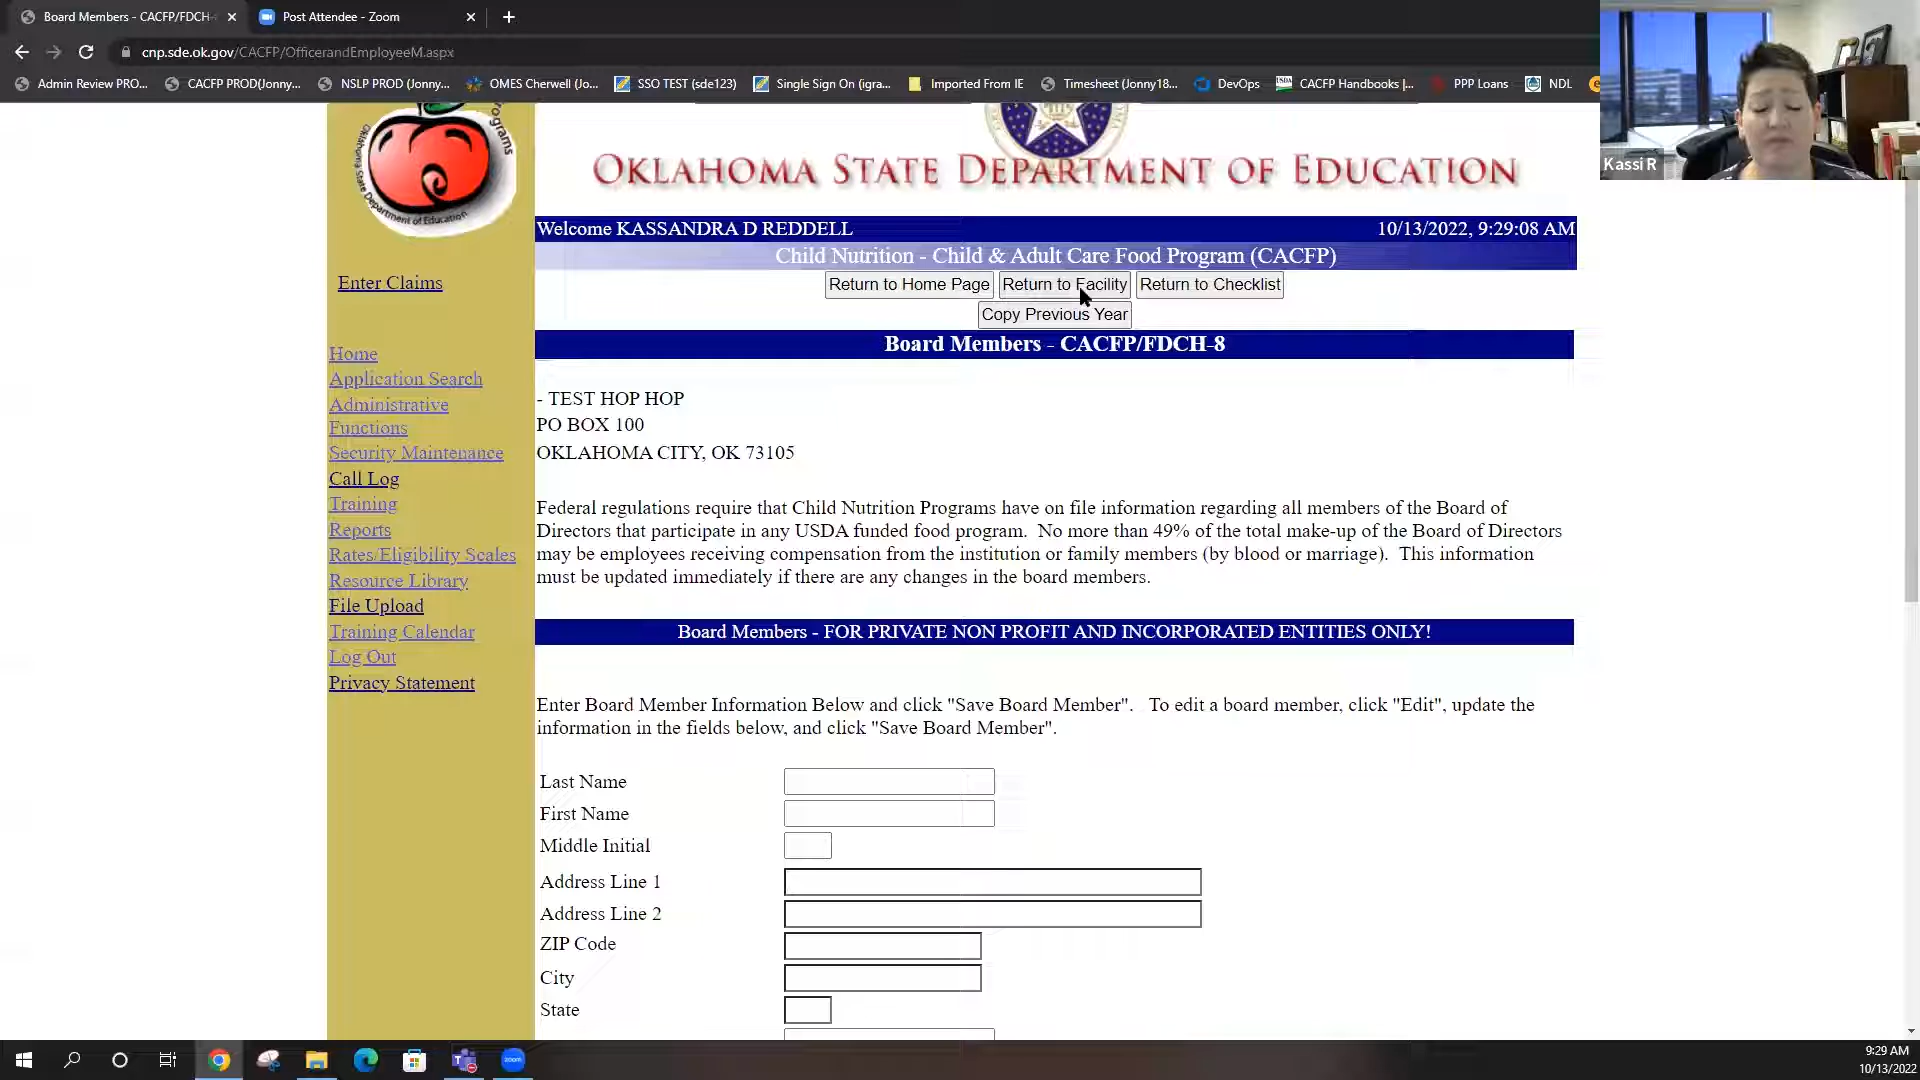 Board Members - CACFP/FDCH-
Post Attendee - Zoom
cnp.sde.ok.gov/CACFP/OfficerandEmployeeM.aspx
Admin Review PRO...
CACFP PROD(Jonny...
NSLP PROD (Jonny...
OMES Cherwell (Jo...
SSO TEST (sde123)
Single Sign On (igra...
Imported From IE
Timesheet (Jonny18...
DevOps
CACFP Handbooks |...
PPP Loans
NDL
Kassi R
Programs
Oklahoma State Department of Education
OKLAHOMA STATE DEPARTMENT OF EDUCATION
Welcome KASSANDRA D REDDELL
10/13/2022, 9:29:08 AM
Child Nutrition - Child & Adult Care Food Program (CACFP)
Return to Home Page
Return to Facility
Return to Checklist
Copy Previous Year
Board Members - CACFP/FDCH-8
Enter Claims
Home
Application Search
Administrative
Functions
Security Maintenance
Call Log
Training
Reports
Rates/Eligibility Scales
Resource Library
File Upload
Training Calendar
Log Out
Privacy Statement
- TEST HOP HOP
PO BOX 100
OKLAHOMA CITY, OK 73105
Federal regulations require that Child Nutrition Programs have on file information regarding all members of the Board of
Directors that participate in any USDA funded food program. No more than 49% of the total make-up of the Board of Directors
may be employees receiving compensation from the institution or family members (by blood or marriage). This information
must be updated immediately if there are any changes in the board members.
Board Members - FOR PRIVATE NON PROFIT AND INCORPORATED ENTITIES ONLY!
Enter Board Member Information Below and click "Save Board Member". To edit a board member, click "Edit", update the
information in the fields below, and click "Save Board Member".
Last Name
First Name
Middle Initial
Address Line 1
Address Line 2
ZIP Code
City
State
9:29 AM
10/13/2022